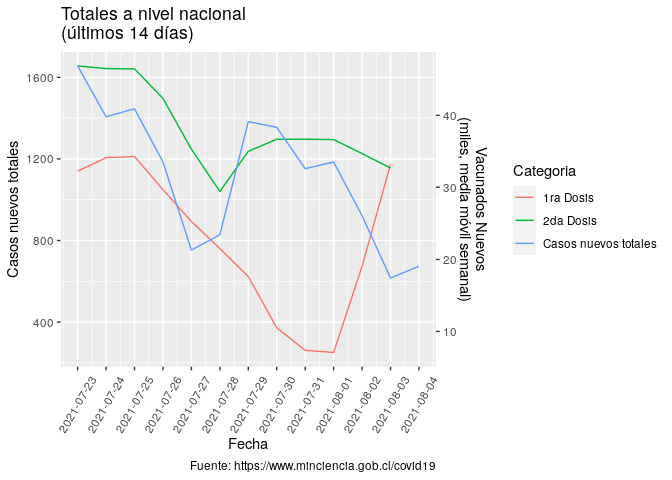 Totales a nivel nacional
(últimos 14 días)
Casos nuevos totales
1600
1200
800
400
40
30
20
10
Vacunados Nuevos
(miles, media móvil semanal)
2021-07-23
2021-07-24
2021-07-25
2021-07-26
2021-07-27
2021-07-28
2021-07-29
2021-07-30
2021-07-31
2021-08-01
2021-08-02
2021-08-03
2021-08-04
Fecha
Categoria
1ra Dosis
2da Dosis
Casos nuevos totales
Fuente: https://www.minciencia.gob.cl/covid19